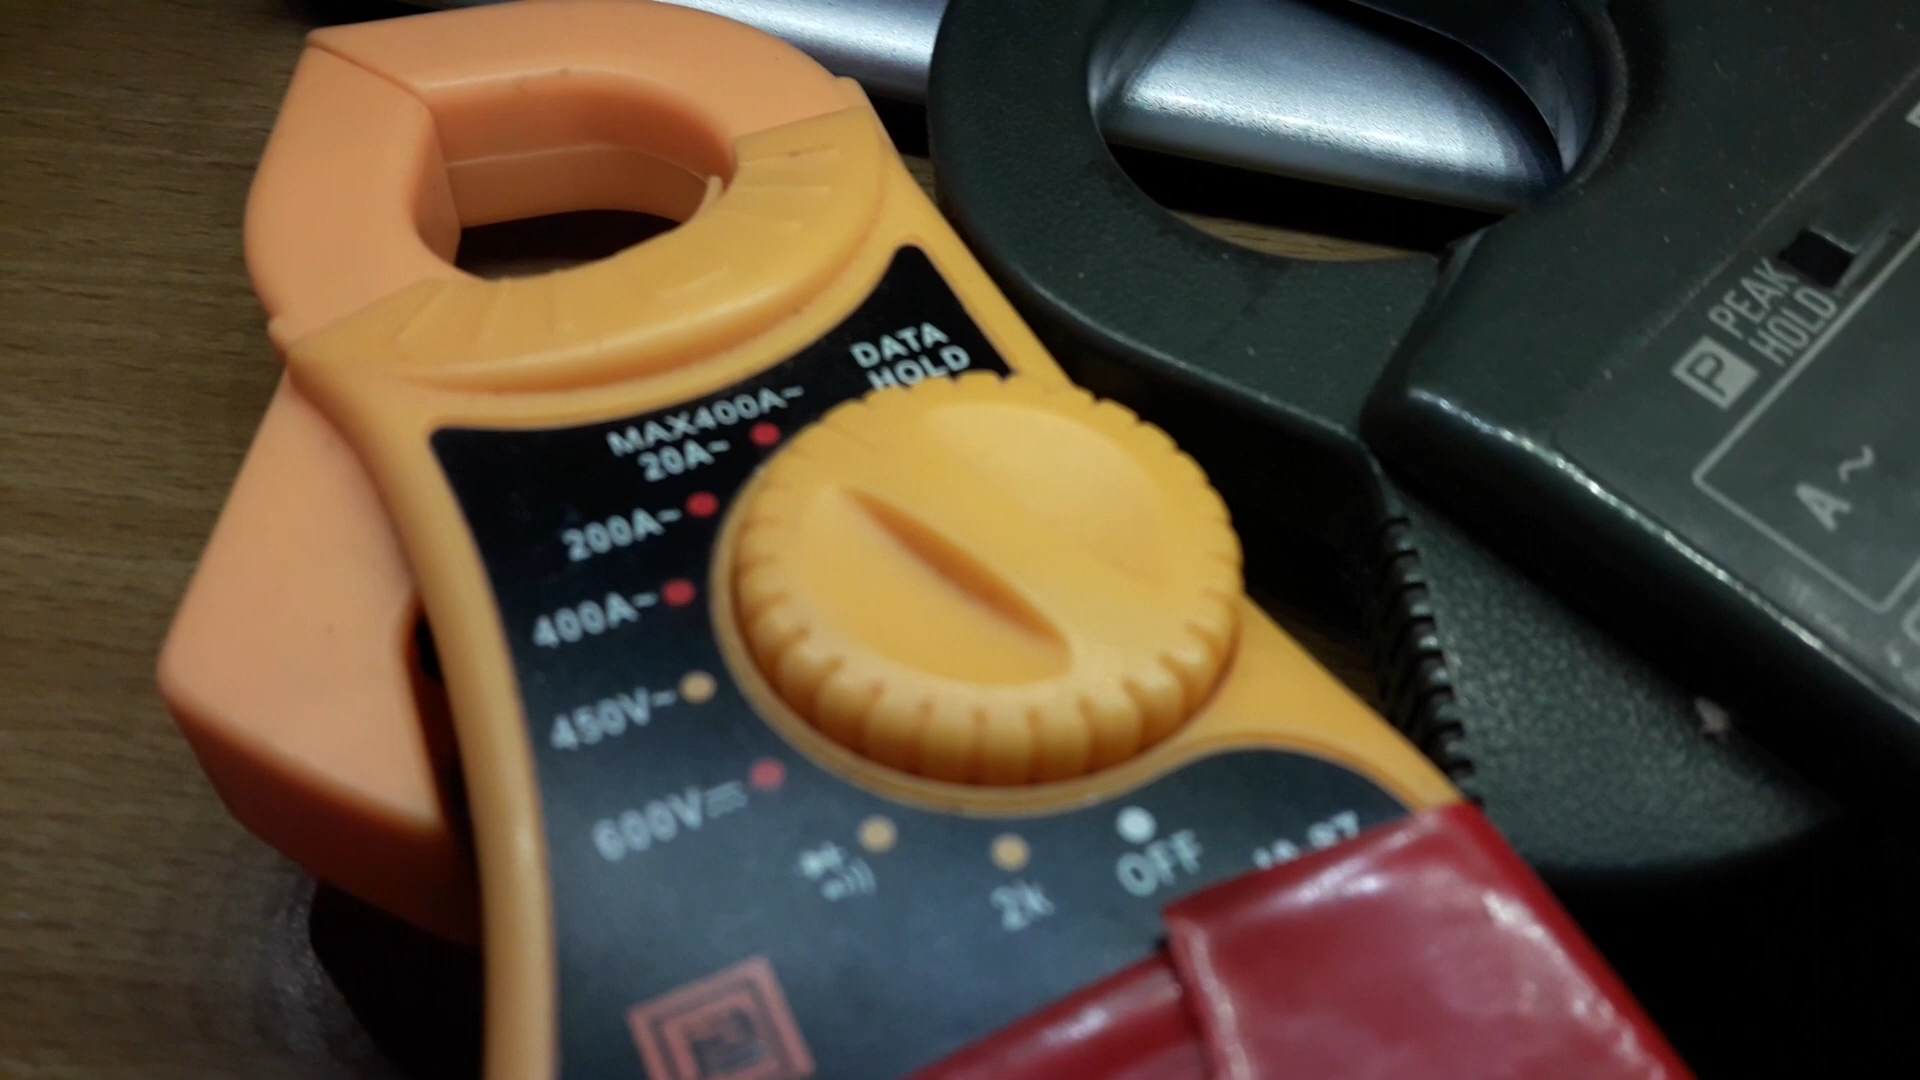 DATA
HOLD
MAX400A~
20A~
200A~
400A~
450V~
600V⎓
2k
OFF
P PEAK
HOLD
A~